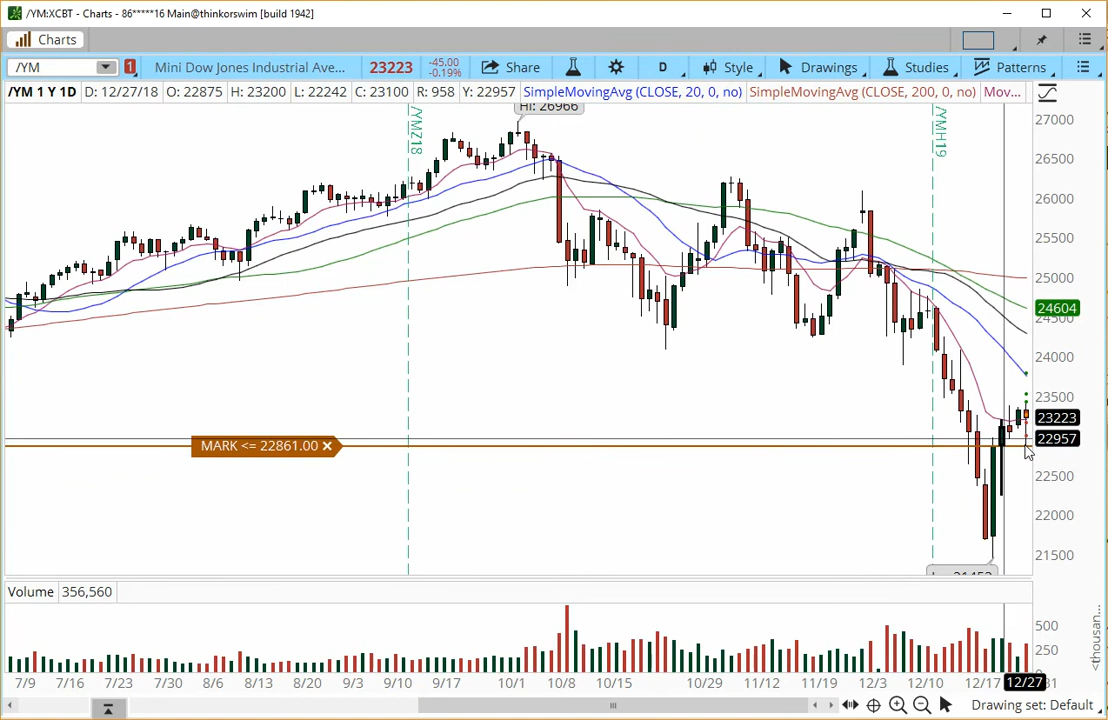 /YM:XCBT - Charts - 86*****16 Main@thinkorswim [build 1942]
Charts
/YM 1 Mini Dow Jones Industrial Ave... 23223 -45.00 -0.19% Share D Style Drawings Studies Patterns
/YM 1 Y 1D D: 12/27/18 O: 22875 H: 23200 L: 22242 C: 23100 R: 958 Y: 22957 SimpleMovingAvg (CLOSE, 20, 0, no) SimpleMovingAvg (CLOSE, 200, 0, no) Mov...
Hi: 26966
/YMZ18
/YMH19
27000
26500
26000
25500
25000
24604
24500
24000
23500
23223
22957
MARK <= 22861.00 ×
22500
22000
21500
Volume 356,560
500
250
0
<thousan...
7/9 7/16 7/23 7/30 8/6 8/13 8/20 9/3 9/10 9/17 10/1 10/8 10/15 10/29 11/12 11/19 12/3 12/10 12/17 12/27 31
Drawing set: Default